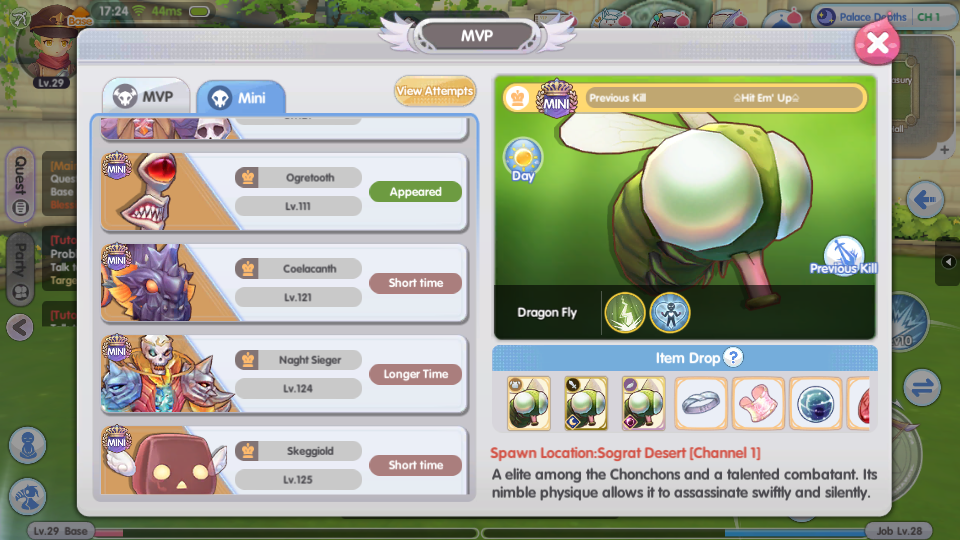 17:24
44ms
MVP
Palace Depths
CH 1
Base
Lv.29
MVP
Mini
View Attempts
MINI
Previous Kill
Hit Em' Up
Day
Previous Kill
Quest
Party
MINI
Ogretooth
Lv.111
Appeared
MINI
Coelacanth
Lv.121
Short time
MINI
Naght Sieger
Lv.124
Longer Time
MINI
Skeggiold
Lv.125
Short time
Dragon Fly
Item Drop ?
Spawn Location:Sograt Desert [Channel 1]
A elite among the Chonchons and a talented combatant. Its
nimble physique allows it to assassinate swiftly and silently.
Lv.29 Base
Job Lv.28